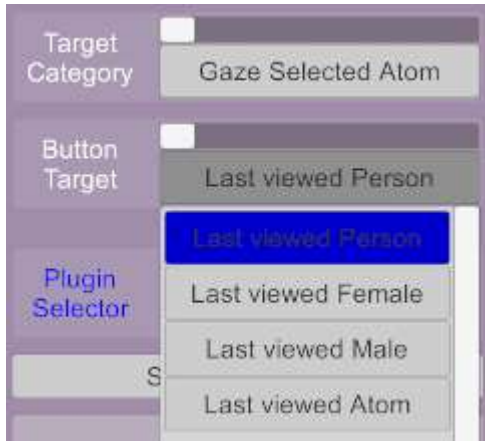 Target
Category
Gaze Selected Atom
Button
Target
Last viewed Person
Last viewed Person
Last viewed Female
Plugin
Selector
Last viewed Male
S
Last viewed Atom